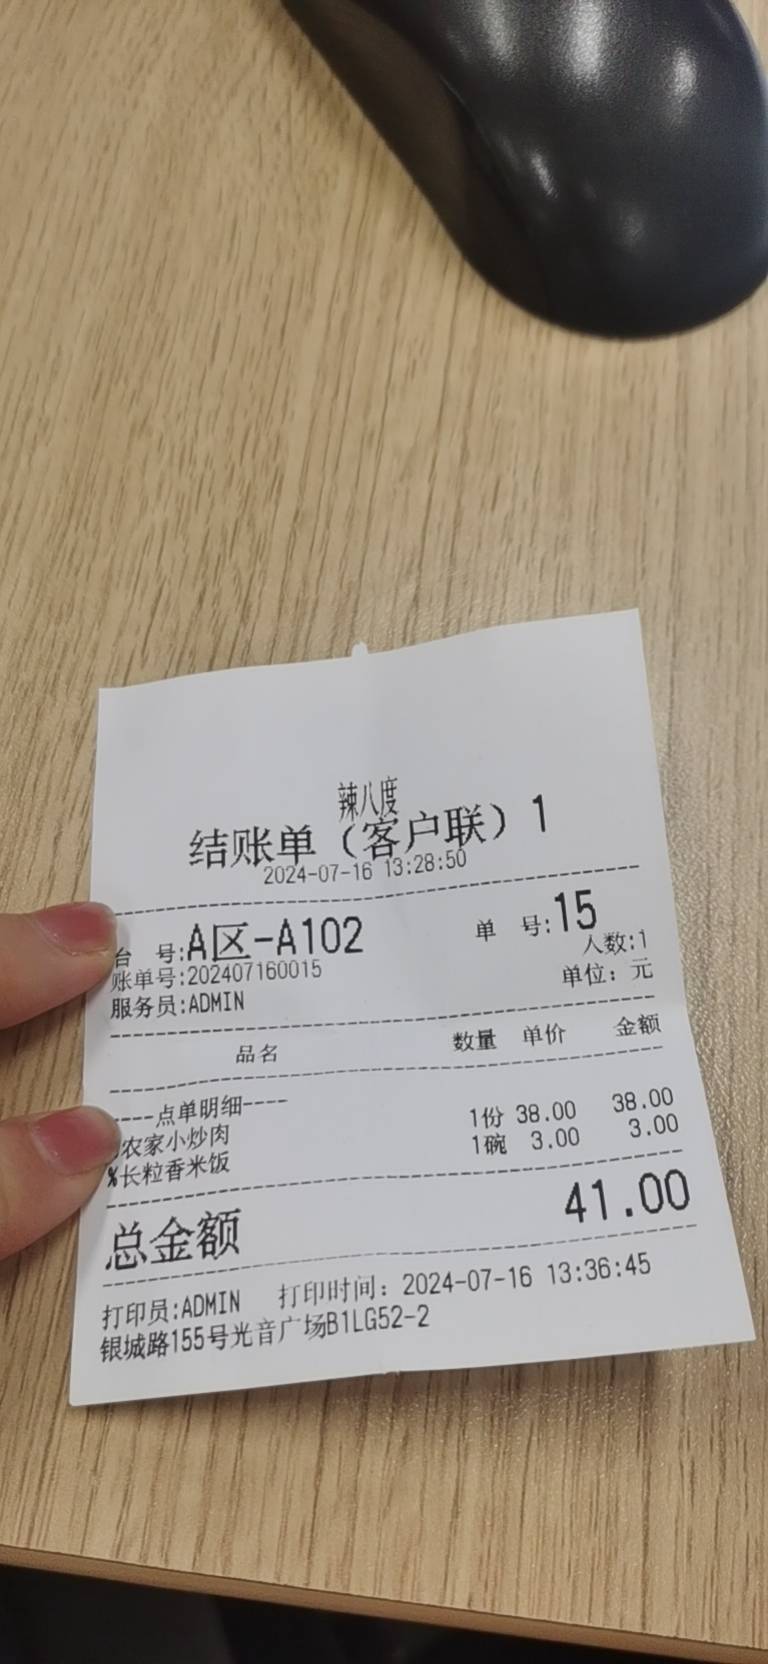 辣八度
结账单（客户联）1
2024-07-16 13:28:50
台 号:A区-A102 单 号:15
账单号:202407160015 人数:1
服务员:ADMIN 单位: 元
品名 数量 单价 金额
----点单明细----
农家小炒肉 1份 38.00 38.00
%长粒香米饭 1碗 3.00 3.00
总金额 41.00
打印员:ADMIN 打印时间: 2024-07-16 13:36:45
银城路155号光音广场B1LG52-2